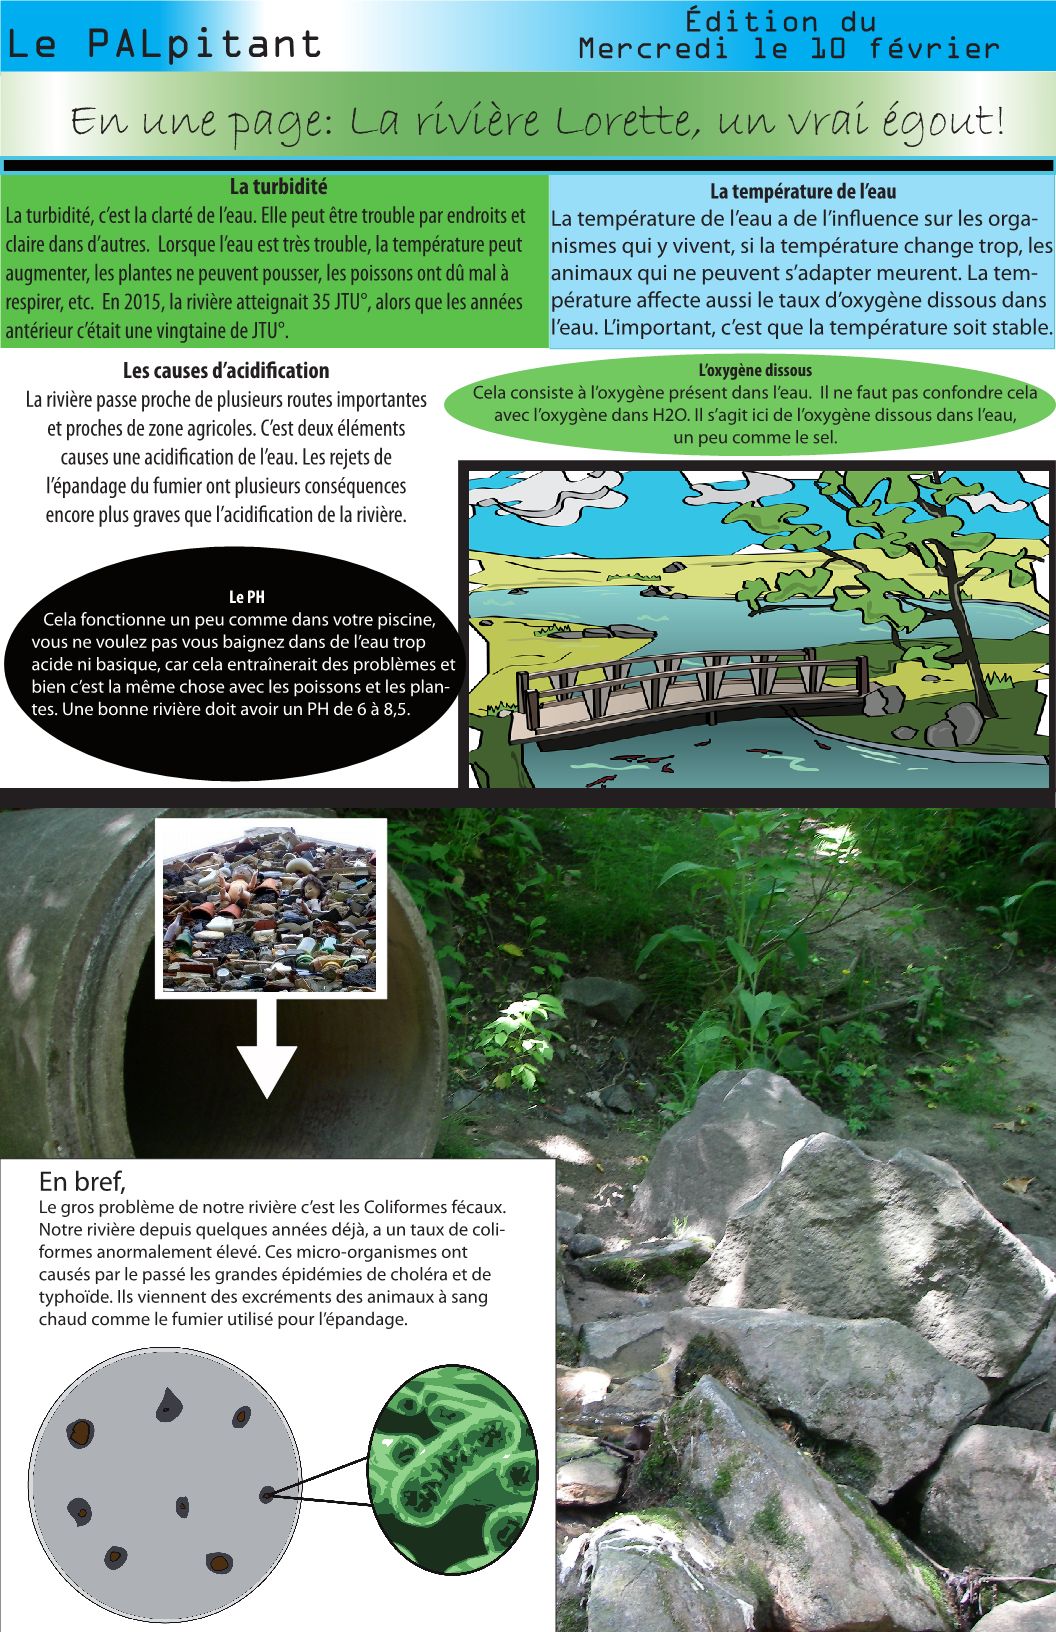 Le PALpitant
Édition du
Mercredi le 10 février
En une page: La rivière Lorette, un vrai égout!
La turbidité
La turbidité, c’est la clarté de l’eau. Elle peut être trouble par endroits et
claire dans d’autres. Lorsque l’eau est très trouble, la température peut
augmenter, les plantes ne peuvent pousser, les poissons ont dû mal à
respirer, etc. En 2015, la rivière atteignait 35 JTU°, alors que les années
antérieur c’était une vingtaine de JTU°.
La température de l’eau
La température de l’eau a de l’influence sur les orga-
nismes qui y vivent, si la température change trop, les
animaux qui ne peuvent s’adapter meurent. La tem-
pérature affecte aussi le taux d’oxygène dissous dans
l’eau. L’important, c’est que la température soit stable.
Les causes d’acidification
La rivière passe proche de plusieurs routes importantes
et proches de zone agricoles. C’est deux éléments
causes une acidification de l’eau. Les rejets de
l’épandage du fumier ont plusieurs conséquences
encore plus graves que l’acidification de la rivière.
L’oxygène dissous
Cela consiste à l’oxygène présent dans l’eau. Il ne faut pas confondre cela
avec l’oxygène dans H2O. Il s’agit ici de l’oxygène dissous dans l’eau,
un peu comme le sel.
Le PH
Cela fonctionne un peu comme dans votre piscine,
vous ne voulez pas vous baignez dans de l’eau trop
acide ni basique, car cela entraînerait des problèmes et
bien c’est la même chose avec les poissons et les plan-
tes. Une bonne rivière doit avoir un PH de 6 à 8,5.
En bref,
Le gros problème de notre rivière c’est les Coliformes fécaux.
Notre rivière depuis quelques années déjà, a un taux de coli-
formes anormalement élevé. Ces micro-organismes ont
causés par le passé les grandes épidémies de choléra et de
typhoïde. Ils viennent des excréments des animaux à sang
chaud comme le fumier utilisé pour l’épandage.